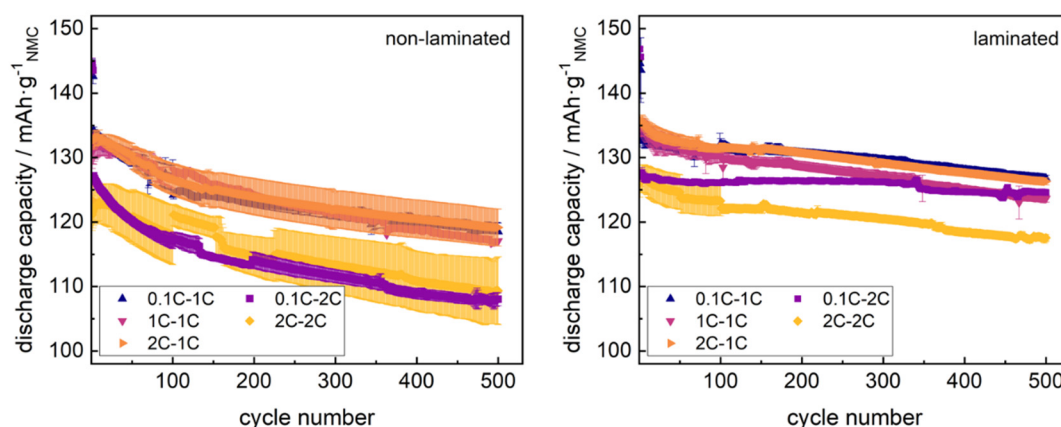 discharge capacity / mAh·g⁻¹NMC
150
140
130
120
110
100
non-laminated
0.1C-1C
0.1C-2C
1C-1C
2C-2C
2C-1C
100
200
300
400
500
cycle number
discharge capacity / mAh·g⁻¹NMC
150
140
130
120
110
100
laminated
0.1C-1C
0.1C-2C
1C-1C
2C-2C
2C-1C
100
200
300
400
500
cycle number